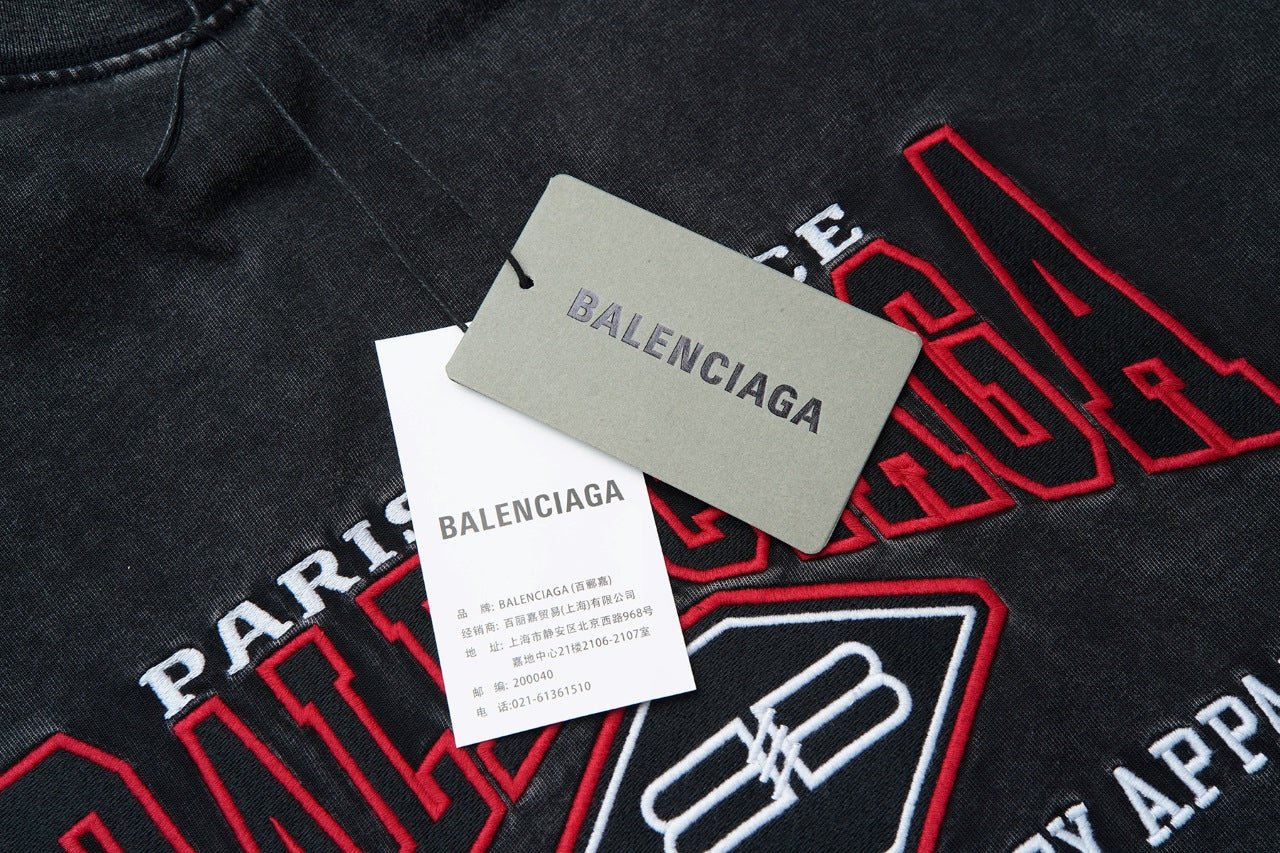 BALENCIAGA
BALENCIAGA
品 牌: BALENCIAGA (百郦嘉)
经销商: 百丽嘉贸易(上海)有限公司
地 址: 上海市静安区北京西路968号
嘉地中心21楼2106-2107室
邮 编: 200040
电 话:021-61361510
PARIS